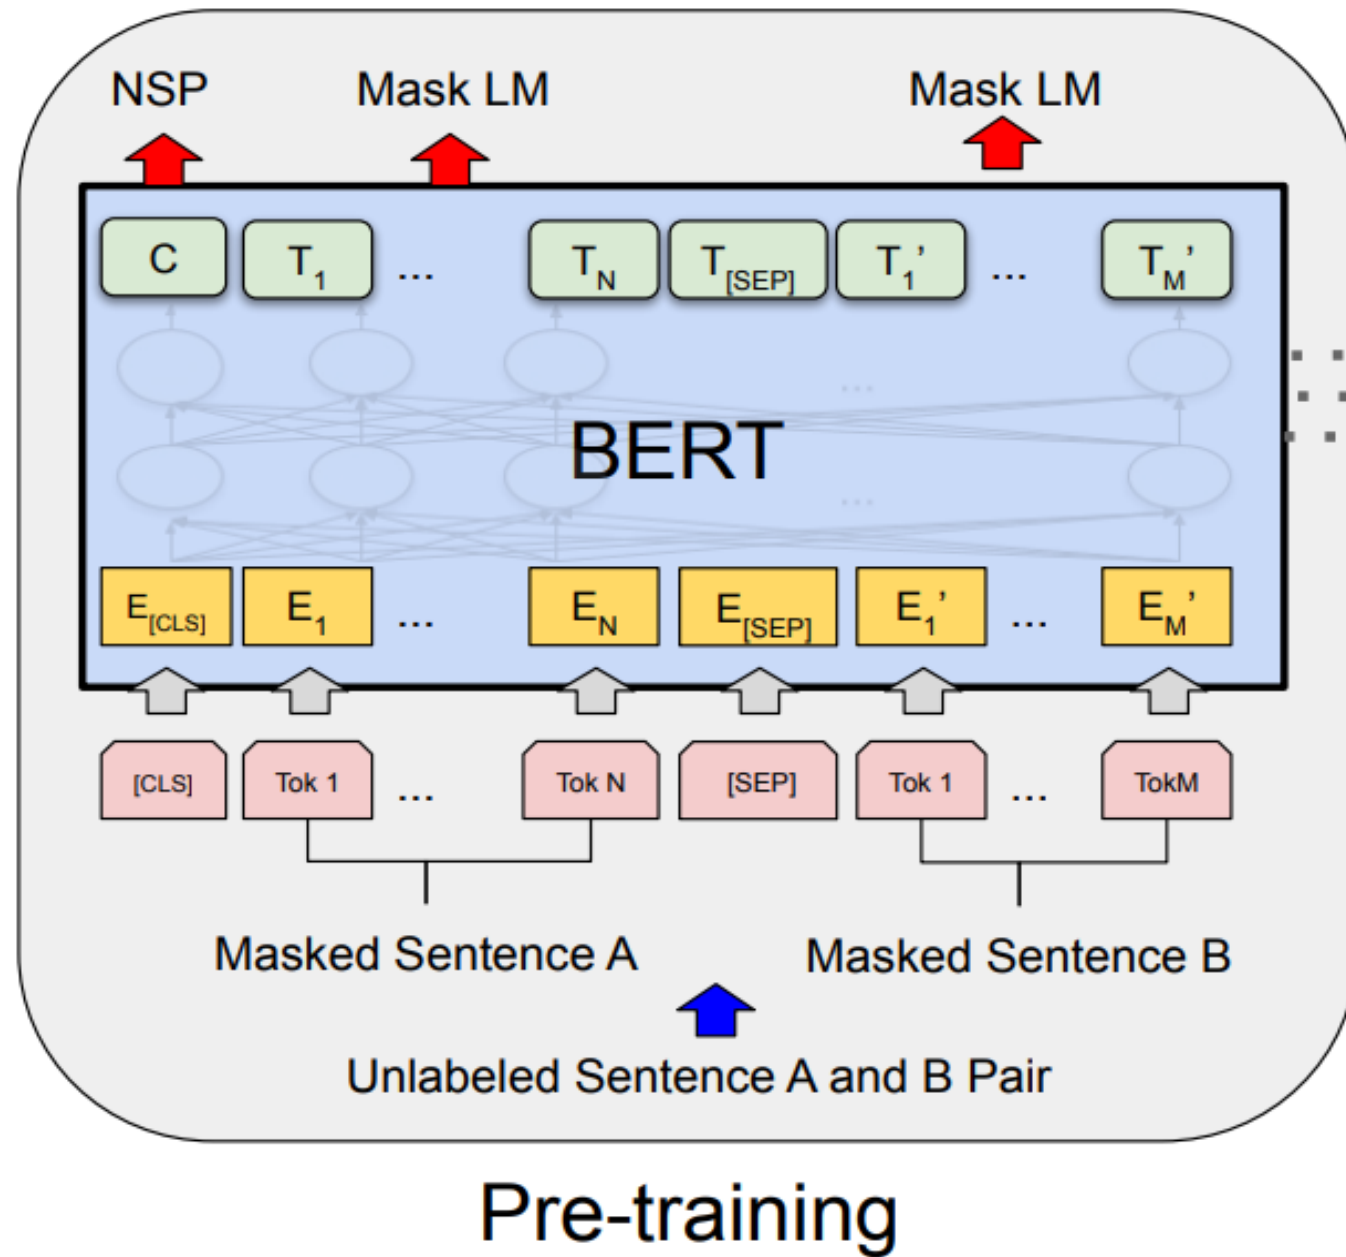 NSP Mask LM Mask LM
C T1 ... TN T[SEP] T1’ ... TM’
...
BERT
...
E[CLS] E1 ... EN E[SEP] E1’ ... EM’
[CLS] Tok 1 ... Tok N [SEP] Tok 1 ... TokM
Masked Sentence A Masked Sentence B
Unlabeled Sentence A and B Pair
Pre-training